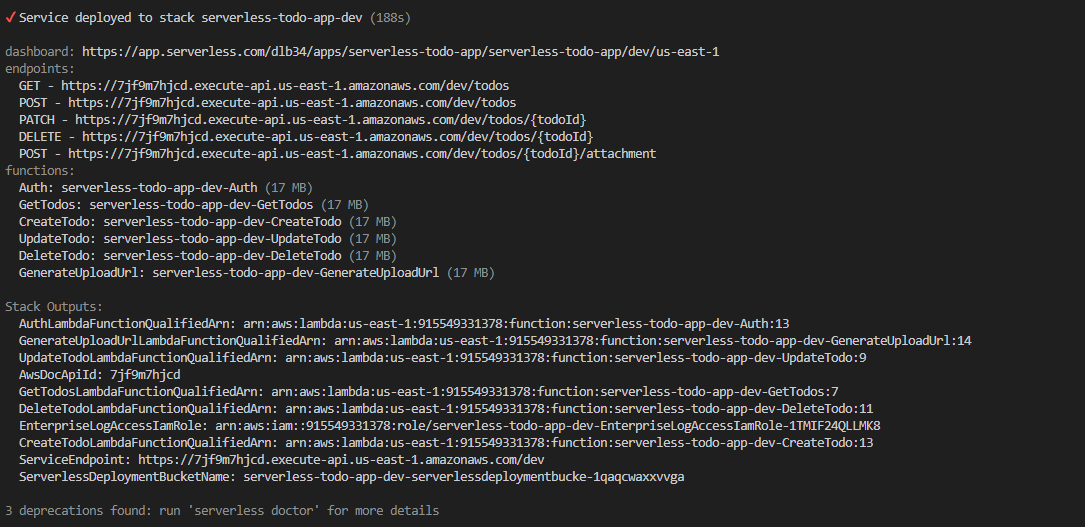 ✓Service deployed to stack serverless-todo-app-dev (188s)
dashboard: https://app.serverless.com/dlb34/apps/serverless-todo-app/serverless-todo-app/dev/us-east-1
endpoints:
GET - https://7jf9m7hjcd.execute-api.us-east-1.amazonaws.com/dev/todos
POST - https://7jf9m7hjcd.execute-api.us-east-1.amazonaws.com/dev/todos
PATCH - https://7jf9m7hjcd.execute-api.us-east-1.amazonaws.com/dev/todos/{todoId}
DELETE - https://7jf9m7hjcd.execute-api.us-east-1.amazonaws.com/dev/todos/{todoId}
POST - https://7jf9m7hjcd.execute-api.us-east-1.amazonaws.com/dev/todos/{todoId}/attachment
functions:
Auth: serverless-todo-app-dev-Auth (17 MB)
GetTodos: serverless-todo-app-dev-GetTodos (17 MB)
CreateTodo: serverless-todo-app-dev-CreateTodo (17 MB)
UpdateTodo: serverless-todo-app-dev-UpdateTodo (17 MB)
DeleteTodo: serverless-todo-app-dev-DeleteTodo (17 MB)
GenerateUploadUrl: serverless-todo-app-dev-GenerateUploadUrl (17 MB)
Stack Outputs:
AuthLambdaFunctionQualifiedArn: arn:aws:lambda:us-east-1:915549331378:function:serverless-todo-app-dev-Auth:13
GenerateUploadUrlLambdaFunctionQualifiedArn: arn:aws:lambda:us-east-1:915549331378:function:serverless-todo-app-dev-GenerateUploadUrl:14
UpdateTodoLambdaFunctionQualifiedArn: arn:aws:lambda:us-east-1:915549331378:function:serverless-todo-app-dev-UpdateTodo:9
AwsDocApiId: 7jf9m7hjcd
GetTodosLambdaFunctionQualifiedArn: arn:aws:lambda:us-east-1:915549331378:function:serverless-todo-app-dev-GetTodos:7
DeleteTodoLambdaFunctionQualifiedArn: arn:aws:lambda:us-east-1:915549331378:function:serverless-todo-app-dev-DeleteTodo:11
EnterpriseLogAccessIamRole: arn:aws:iam::915549331378:role/serverless-todo-app-dev-EnterpriseLogAccessIamRole-1TMIF24QLLMK8
CreateTodoLambdaFunctionQualifiedArn: arn:aws:lambda:us-east-1:915549331378:function:serverless-todo-app-dev-CreateTodo:13
ServiceEndpoint: https://7jf9m7hjcd.execute-api.us-east-1.amazonaws.com/dev
ServerlessDeploymentBucketName: serverless-todo-app-dev-serverlessdeploymentbucke-1qaqcwaxxvvga
3 deprecations found: run 'serverless doctor' for more details